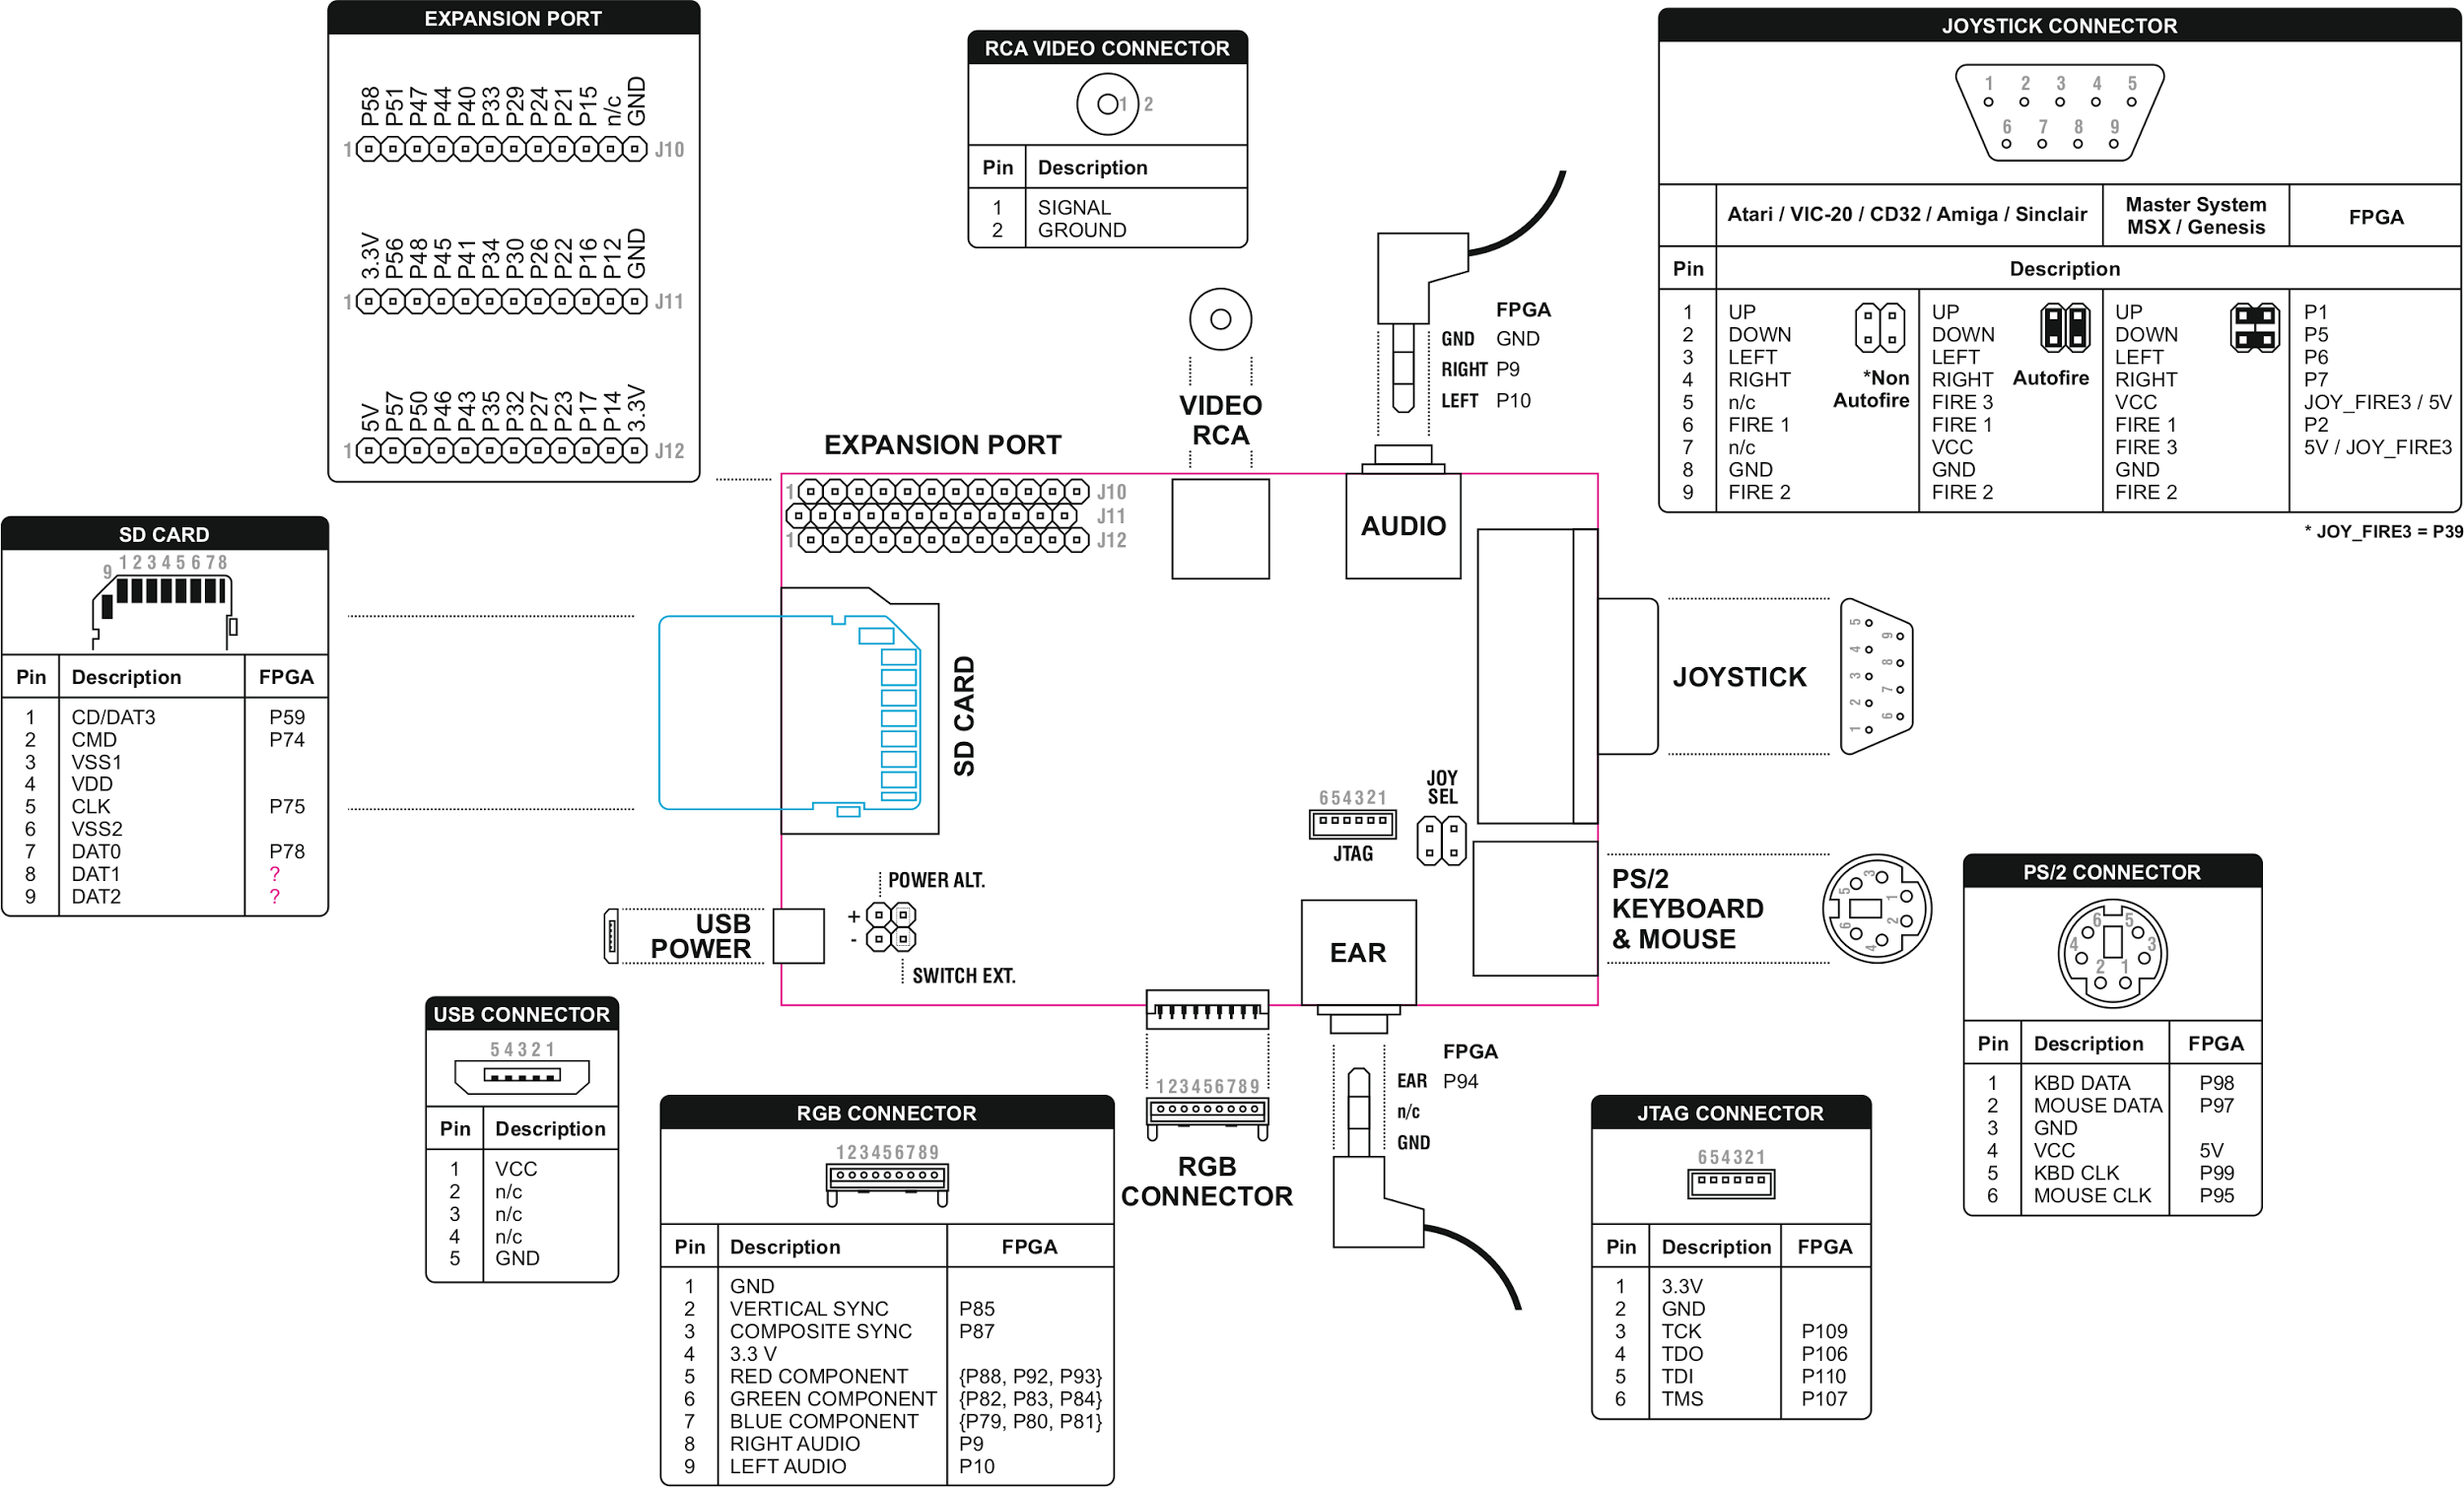 EXPANSION PORT
P58 P51 P47 P44 P40 P33 P29 P24 P21 P15 n/c GND
1 J10
3.3V P56 P48 P45 P41 P34 P30 P26 P22 P16 P12 GND
1 J11
5V P57 P50 P46 P43 P35 P32 P27 P23 P17 P14 3.3V
1 J12
RCA VIDEO CONNECTOR
1 2
Pin Description
1 SIGNAL
2 GROUND
JOYSTICK CONNECTOR
1 2 3 4 5
6 7 8 9
Atari / VIC-20 / CD32 / Amiga / Sinclair
Master System
MSX / Genesis
FPGA
Pin Description
1 UP UP UP P1
2 DOWN DOWN DOWN P5
3 LEFT LEFT LEFT P6
4 RIGHT *Non RIGHT Autofire RIGHT P7
5 n/c Autofire FIRE 3 VCC JOY_FIRE3 / 5V
6 FIRE 1 FIRE 1 FIRE 1 P2
7 n/c VCC FIRE 3 5V / JOY_FIRE3
8 GND GND GND
9 FIRE 2 FIRE 2 FIRE 2
* JOY_FIRE3 = P39
FPGA
GND GND
RIGHT P9
LEFT P10
VIDEO
RCA
EXPANSION PORT
1 J10
J11
1 J12
AUDIO
SD CARD
9 1 2 3 4 5 6 7 8
Pin Description FPGA
1 CD/DAT3 P59
2 CMD P74
3 VSS1
4 VDD
5 CLK P75
6 VSS2
7 DAT0 P78
8 DAT1 ?
9 DAT2 ?
SD CARD
JOYSTICK
5 4 3 2 1
9 8 7 6
JOY
SEL
654321
JTAG
POWER ALT.
+
-
SWITCH EXT.
USB
POWER
EAR
PS/2
KEYBOARD
& MOUSE
5 3 1 2 4 6
PS/2 CONNECTOR
6 5
4 3
2 1
Pin Description FPGA
1 KBD DATA P98
2 MOUSE DATA P97
3 GND
4 VCC 5V
5 KBD CLK P99
6 MOUSE CLK P95
USB CONNECTOR
5 4 3 2 1
Pin Description
1 VCC
2 n/c
3 n/c
4 n/c
5 GND
RGB CONNECTOR
123456789
Pin Description FPGA
1 GND
2 VERTICAL SYNC P85
3 COMPOSITE SYNC P87
4 3.3 V
5 RED COMPONENT {P88, P92, P93}
6 GREEN COMPONENT {P82, P83, P84}
7 BLUE COMPONENT {P79, P80, P81}
8 RIGHT AUDIO P9
9 LEFT AUDIO P10
123456789
RGB
CONNECTOR
FPGA
EAR P94
n/c
GND
JTAG CONNECTOR
654321
Pin Description FPGA
1 3.3V
2 GND
3 TCK P109
4 TDO P106
5 TDI P110
6 TMS P107